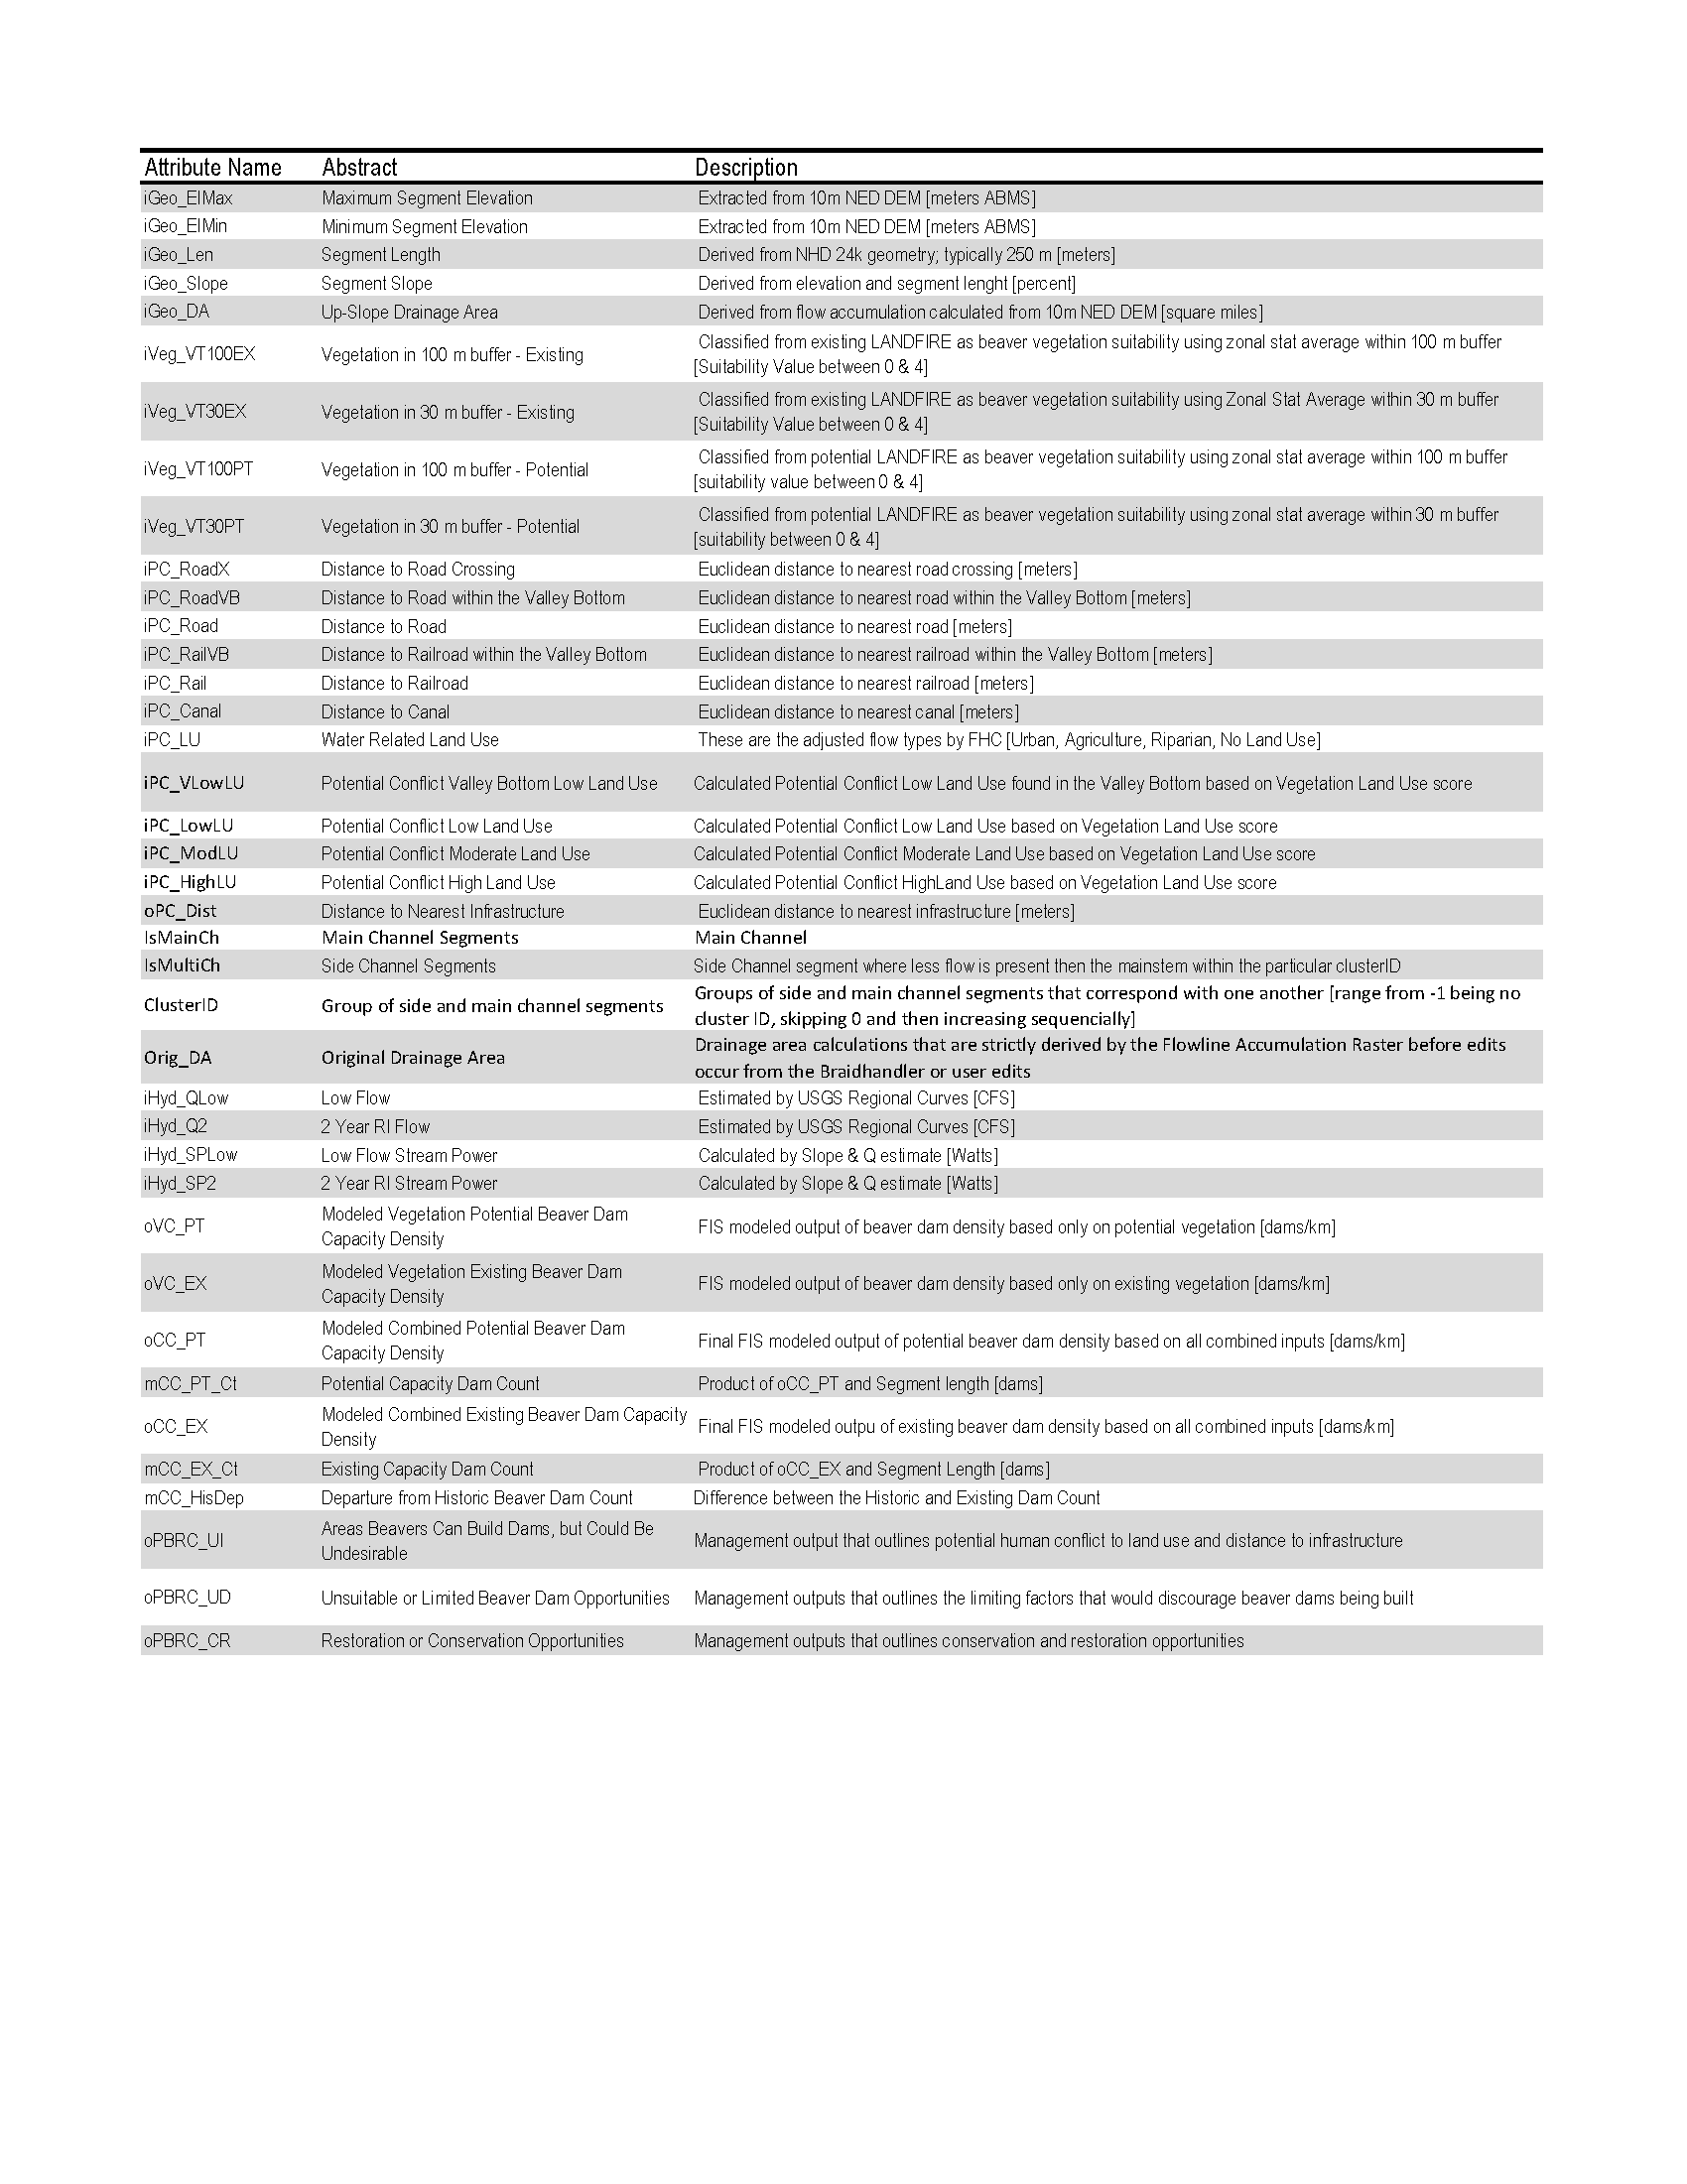 Attribute Name Abstract Description
iGeo_ElMax Maximum Segment Elevation Extracted from 10m NED DEM [meters ABMS]
iGeo_ElMin Minimum Segment Elevation Extracted from 10m NED DEM [meters ABMS]
iGeo_Len Segment Length Derived from NHD 24k geometry; typically 250 m [meters]
iGeo_Slope Segment Slope Derived from elevation and segment lenght [percent]
iGeo_DA Up-Slope Drainage Area Derived from flow accumulation calculated from 10m NED DEM [square miles]
iVeg_VT100EX Vegetation in 100 m buffer - Existing Classified from existing LANDFIRE as beaver vegetation suitability using zonal stat average within 100 m buffer
[Suitability Value between 0 & 4]
iVeg_VT30EX Vegetation in 30 m buffer - Existing Classified from existing LANDFIRE as beaver vegetation suitability using Zonal Stat Average within 30 m buffer
[Suitability Value between 0 & 4]
iVeg_VT100PT Vegetation in 100 m buffer - Potential Classified from potential LANDFIRE as beaver vegetation suitability using zonal stat average within 100 m buffer
[suitability value between 0 & 4]
iVeg_VT30PT Vegetation in 30 m buffer - Potential Classified from potential LANDFIRE as beaver vegetation suitability using zonal stat average within 30 m buffer
[suitability between 0 & 4]
iPC_RoadX Distance to Road Crossing Euclidean distance to nearest road crossing [meters]
iPC_RoadVB Distance to Road within the Valley Bottom Euclidean distance to nearest road within the Valley Bottom [meters]
iPC_Road Distance to Road Euclidean distance to nearest road [meters]
iPC_RailVB Distance to Railroad within the Valley Bottom Euclidean distance to nearest railroad within the Valley Bottom [meters]
iPC_Rail Distance to Railroad Euclidean distance to nearest railroad [meters]
iPC_Canal Distance to Canal Euclidean distance to nearest canal [meters]
iPC_LU Water Related Land Use These are the adjusted flow types by FHC [Urban, Agriculture, Riparian, No Land Use]
iPC_VLowLU Potential Conflict Valley Bottom Low Land Use Calculated Potential Conflict Low Land Use found in the Valley Bottom based on Vegetation Land Use score
iPC_LowLU Potential Conflict Low Land Use Calculated Potential Conflict Low Land Use based on Vegetation Land Use score
iPC_ModLU Potential Conflict Moderate Land Use Calculated Potential Conflict Moderate Land Use based on Vegetation Land Use score
iPC_HighLU Potential Conflict High Land Use Calculated Potential Conflict HighLand Use based on Vegetation Land Use score
oPC_Dist Distance to Nearest Infrastructure Euclidean distance to nearest infrastructure [meters]
IsMainCh Main Channel Segments Main Channel
IsMultiCh Side Channel Segments Side Channel segment where less flow is present then the mainstem within the particular clusterID
ClusterID Group of side and main channel segments Groups of side and main channel segments that correspond with one another [range from -1 being no
cluster ID, skipping 0 and then increasing sequencially]
Orig_DA Original Drainage Area Drainage area calculations that are strictly derived by the Flowline Accumulation Raster before edits
occur from the Braidhandler or user edits
iHyd_QLow Low Flow Estimated by USGS Regional Curves [CFS]
iHyd_Q2 2 Year RI Flow Estimated by USGS Regional Curves [CFS]
iHyd_SPLow Low Flow Stream Power Calculated by Slope & Q estimate [Watts]
iHyd_SP2 2 Year RI Stream Power Calculated by Slope & Q estimate [Watts]
oVC_PT Modeled Vegetation Potential Beaver Dam
Capacity Density FIS modeled output of beaver dam density based only on potential vegetation [dams/km]
oVC_EX Modeled Vegetation Existing Beaver Dam
Capacity Density FIS modeled output of beaver dam density based only on existing vegetation [dams/km]
oCC_PT Modeled Combined Potential Beaver Dam
Capacity Density Final FIS modeled output of potential beaver dam density based on all combined inputs [dams/km]
mCC_PT_Ct Potential Capacity Dam Count Product of oCC_PT and Segment length [dams]
oCC_EX Modeled Combined Existing Beaver Dam Capacity
Density Final FIS modeled outpu of existing beaver dam density based on all combined inputs [dams/km]
mCC_EX_Ct Existing Capacity Dam Count Product of oCC_EX and Segment Length [dams]
mCC_HisDep Departure from Historic Beaver Dam Count Difference between the Historic and Existing Dam Count
oPBRC_UI Areas Beavers Can Build Dams, but Could Be
Undesirable Management output that outlines potential human conflict to land use and distance to infrastructure
oPBRC_UD Unsuitable or Limited Beaver Dam Opportunities Management outputs that outlines the limiting factors that would discourage beaver dams being built
oPBRC_CR Restoration or Conservation Opportunities Management outputs that outlines conservation and restoration opportunities